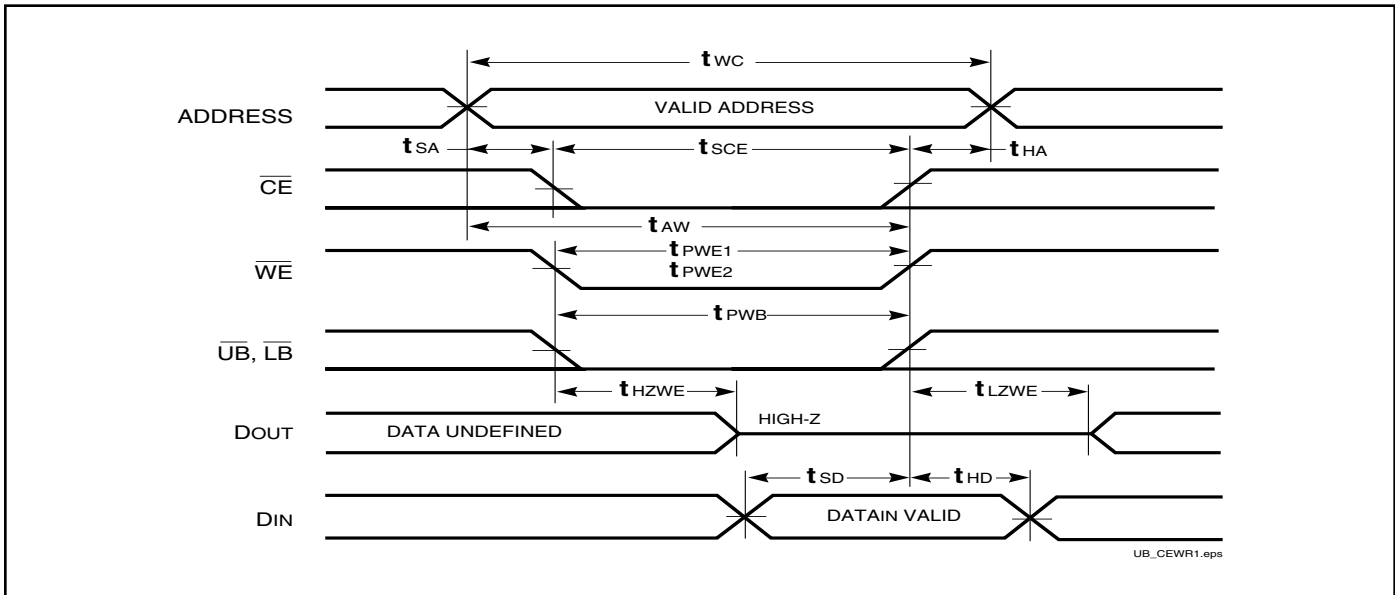 tWC
ADDRESS
VALID ADDRESS
tSA
tSCE
tHA
CE
tAW
tPWE1
WE
tPWE2
tPWB
UB, LB
tHZWE
tLZWE
DOUT
DATA UNDEFINED
HIGH-Z
tSD
tHD
DIN
DATAIN VALID
UB_CEWR1.eps